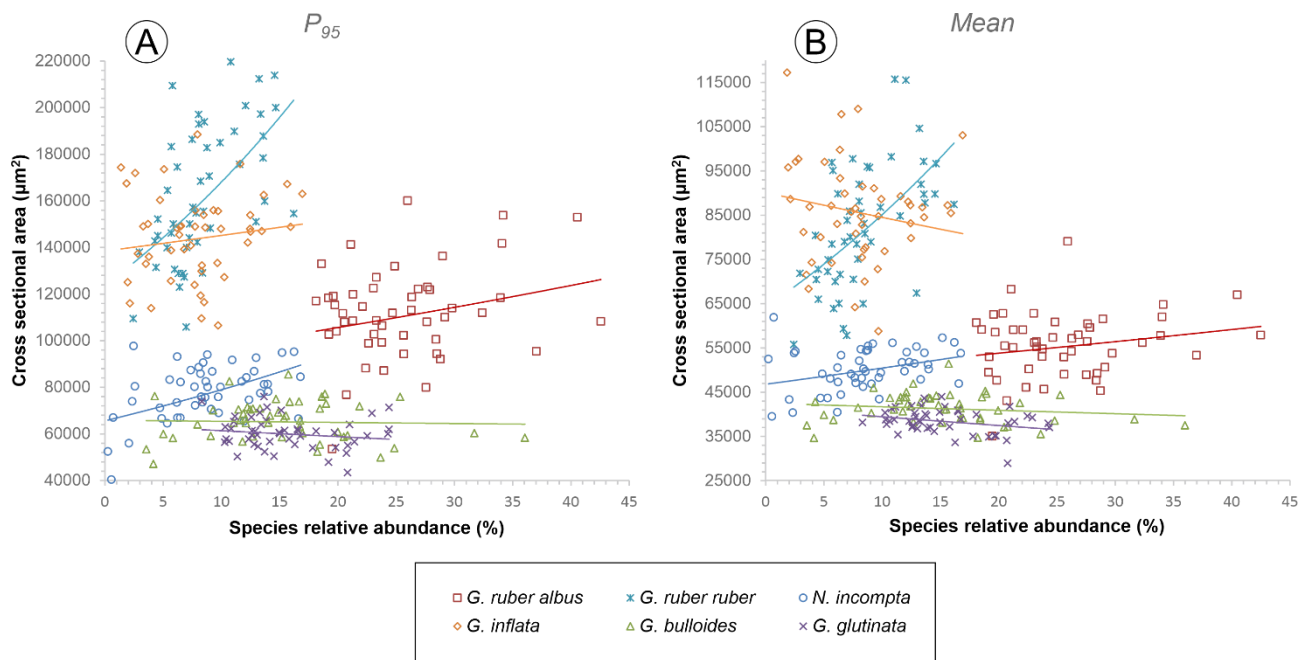 A
P95
B
Mean
220000
200000
180000
160000
140000
120000
100000
80000
60000
40000
Cross sectional area (µm²)
0 5 10 15 20 25 30 35 40 45
Species relative abundance (%)
115000
105000
95000
85000
75000
65000
55000
45000
35000
25000
Cross sectional area (µm²)
0 5 10 15 20 25 30 35 40 45
Species relative abundance (%)
G. ruber albus G. ruber ruber N. incompta
G. inflata G. bulloides G. glutinata